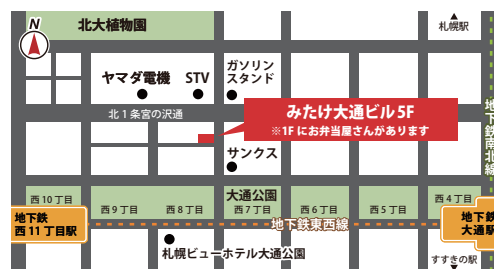 N
北大植物園
札幌駅
ヤマダ電機
STV
ガソリン
スタンド
北1条宮の沢通
みたけ大通ビル5F
※1Fにお弁当屋さんがあります
地下鉄南北線
サンクス
西10丁目
西9丁目
西8丁目
大通公園
西7丁目
西6丁目
西5丁目
西4丁目
地下鉄
西11丁目駅
地下鉄東西線
地下鉄
大通駅
札幌ビューホテル大通公園
すすきの駅